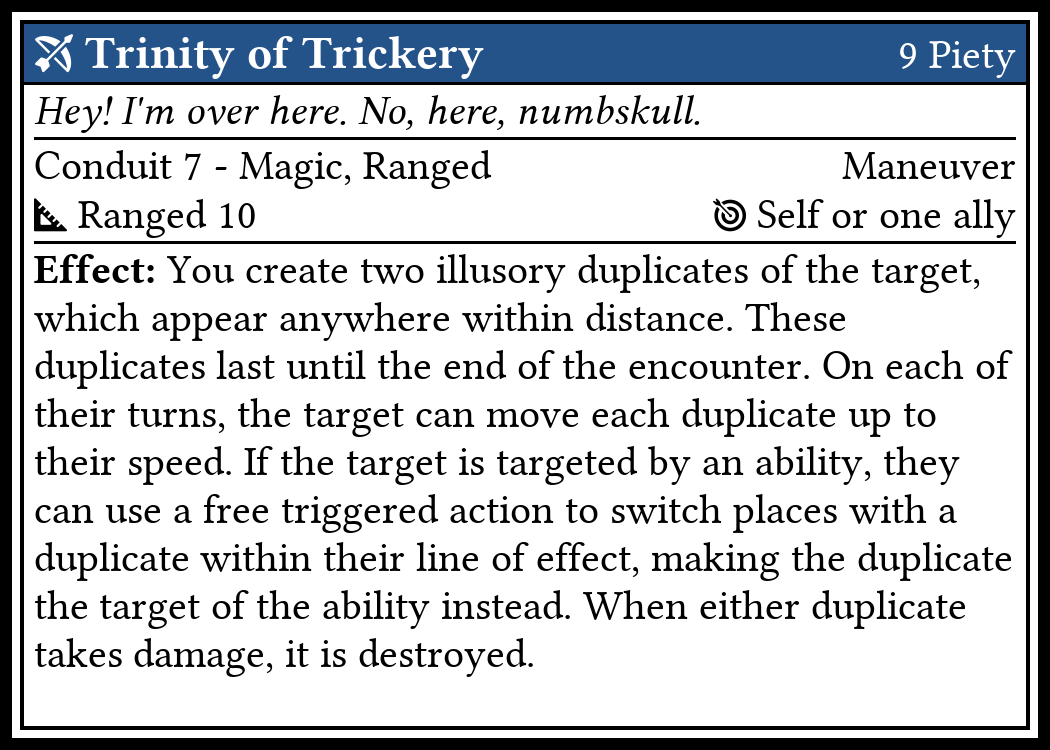 Trinity of Trickery 9 Piety
Hey! I'm over here. No, here, numbskull.
Conduit 7 - Magic, Ranged Maneuver
Ranged 10 Self or one ally
Effect: You create two illusory duplicates of the target,
which appear anywhere within distance. These
duplicates last until the end of the encounter. On each of
their turns, the target can move each duplicate up to
their speed. If the target is targeted by an ability, they
can use a free triggered action to switch places with a
duplicate within their line of effect, making the duplicate
the target of the ability instead. When either duplicate
takes damage, it is destroyed.